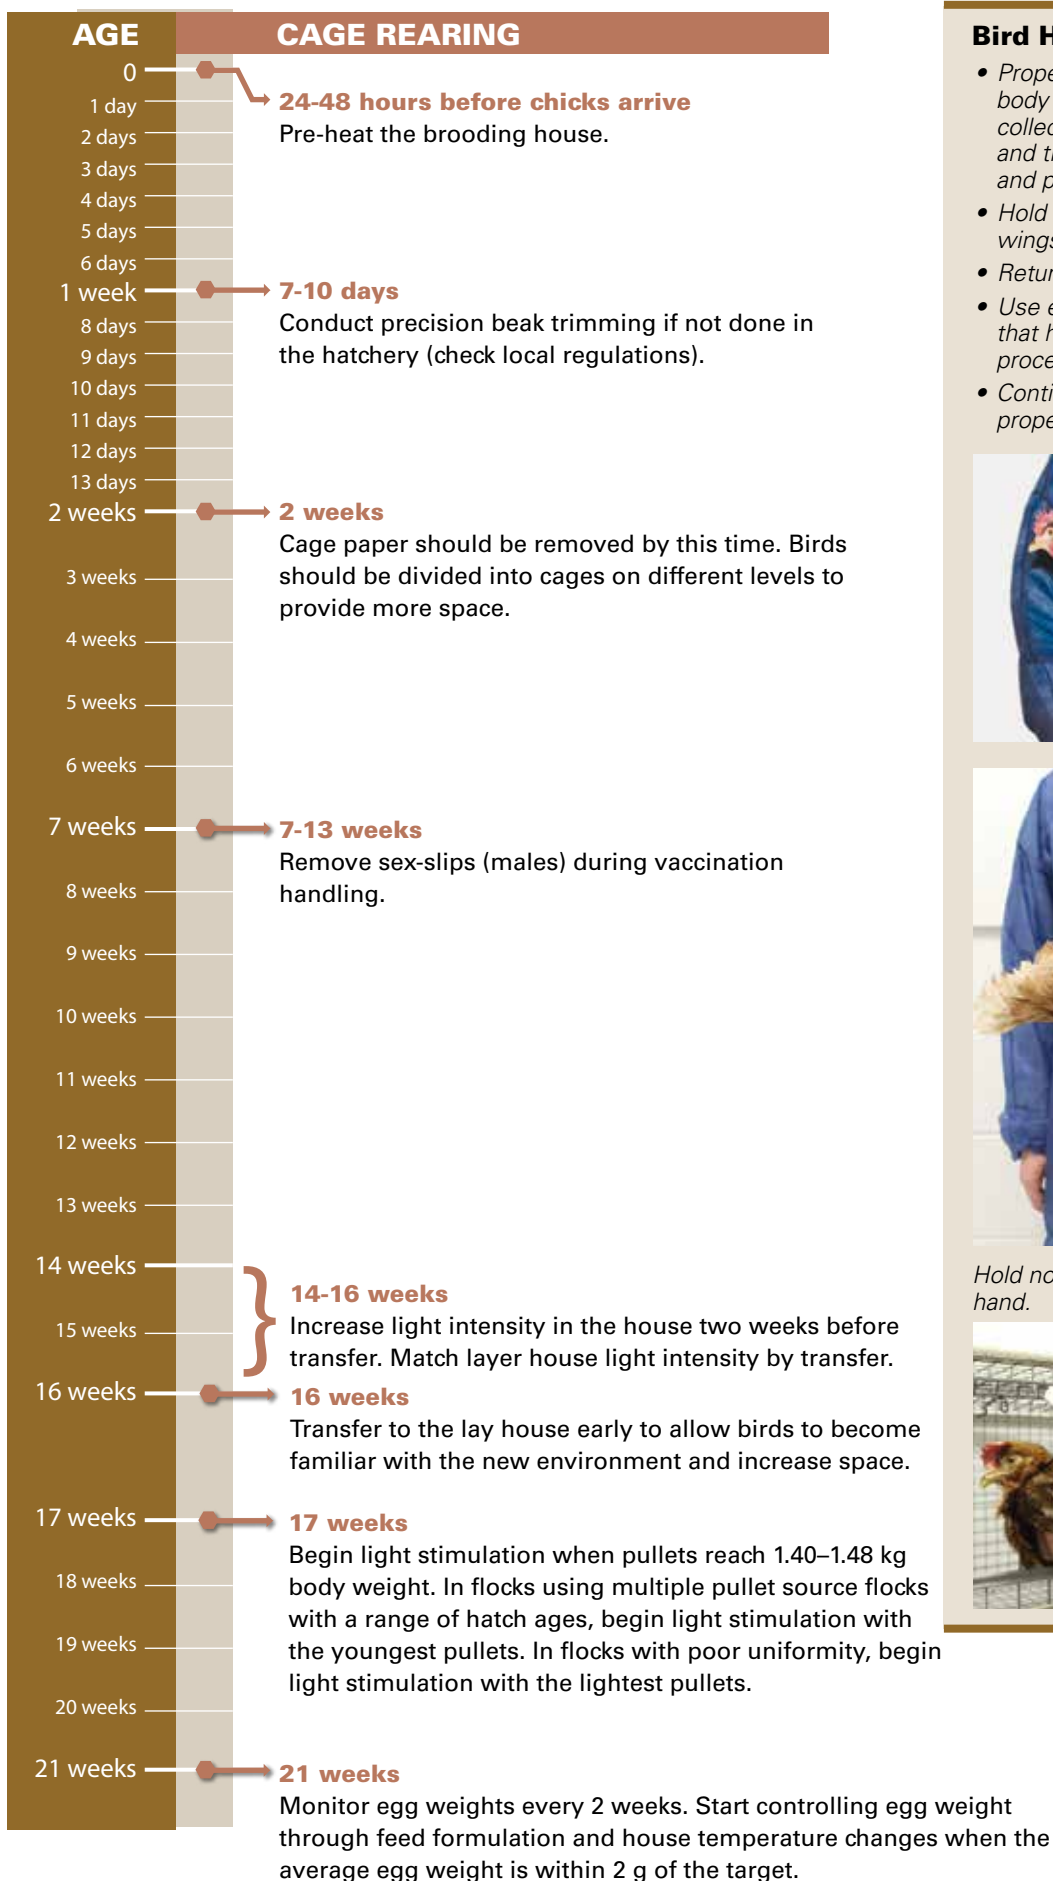 AGE
CAGE REARING
0
1 day
2 days
3 days
4 days
5 days
6 days
1 week
8 days
9 days
10 days
11 days
12 days
13 days
2 weeks
3 weeks
4 weeks
5 weeks
6 weeks
7 weeks
8 weeks
9 weeks
10 weeks
11 weeks
12 weeks
13 weeks
14 weeks
15 weeks
16 weeks
17 weeks
18 weeks
19 weeks
20 weeks
21 weeks
24-48 hours before chicks arrive
Pre-heat the brooding house.
7-10 days
Conduct precision beak trimming if not done in
the hatchery (check local regulations).
2 weeks
Cage paper should be removed by this time. Birds
should be divided into cages on different levels to
provide more space.
7-13 weeks
Remove sex-slips (males) during vaccination
handling.
14-16 weeks
Increase light intensity in the house two weeks before
transfer. Match layer house light intensity by transfer.
16 weeks
Transfer to the lay house early to allow birds to become
familiar with the new environment and increase space.
17 weeks
Begin light stimulation when pullets reach 1.40–1.48 kg
body weight. In flocks using multiple pullet source flocks
with a range of hatch ages, begin light stimulation with
the youngest pullets. In flocks with poor uniformity, begin
light stimulation with the lightest pullets.
21 weeks
Monitor egg weights every 2 weeks. Start controlling egg weight
through feed formulation and house temperature changes when the
average egg weight is within 2 g of the target.
Bird
•
body
•
and
and
• Hold
•
• Use
that
•
Hold
hand.